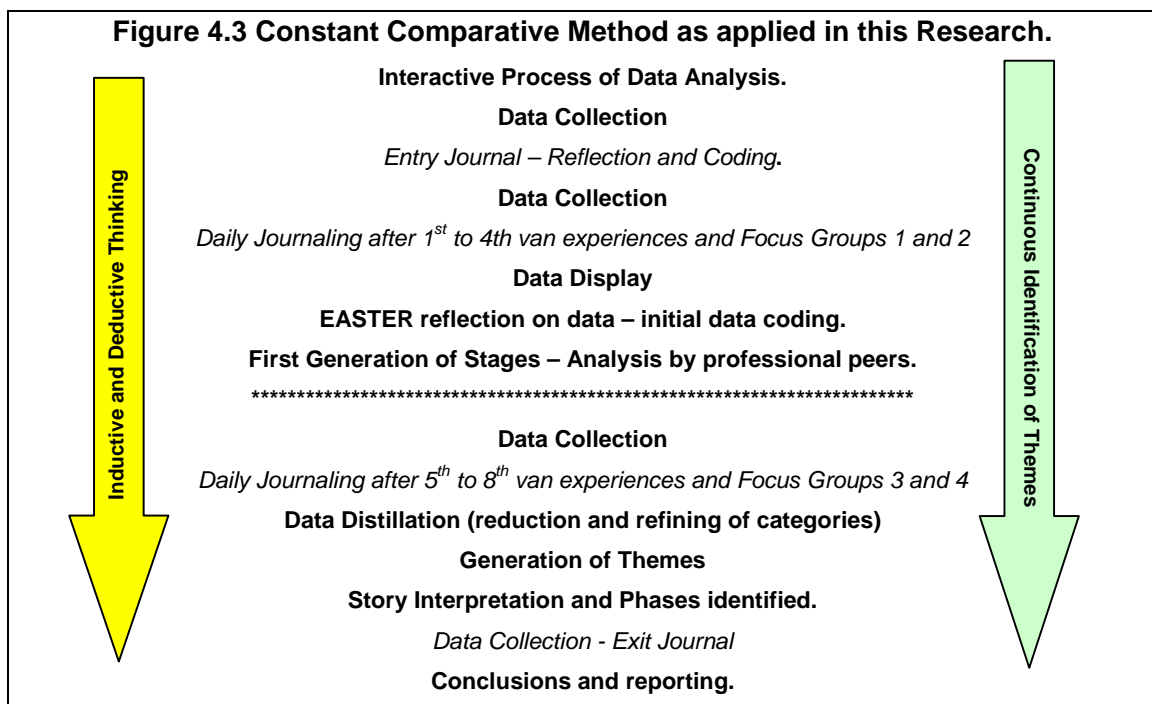 Figure 4.3 Constant Comparative Method as applied in this Research.
Interactive Process of Data Analysis.
Data Collection
Entry Journal – Reflection and Coding.
Data Collection
Daily Journaling after 1st to 4th van experiences and Focus Groups 1 and 2
Data Display
EASTER reflection on data – initial data coding.
First Generation of Stages – Analysis by professional peers.
*************************************************************************
Data Collection
Daily Journaling after 5th to 8th van experiences and Focus Groups 3 and 4
Data Distillation (reduction and refining of categories)
Generation of Themes
Story Interpretation and Phases identified.
Data Collection - Exit Journal
Conclusions and reporting.
Inductive and Deductive Thinking
Continuous Identification of Themes